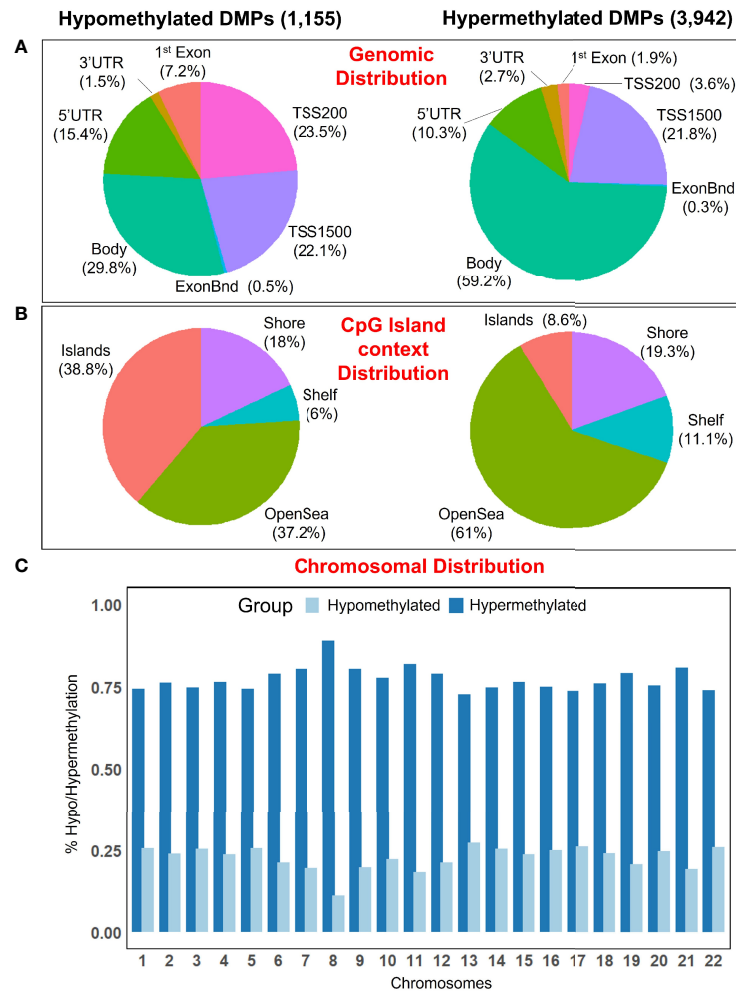 Hypomethylated DMPs (1,155)
Hypermethylated DMPs (3,942)
A
Genomic
Distribution
3'UTR
(1.5%)
1st Exon
(7.2%)
5'UTR
(15.4%)
TSS200
(23.5%)
TSS1500
(22.1%)
Body
(29.8%)
ExonBnd (0.5%)
3'UTR
(2.7%)
1st Exon (1.9%)
TSS200 (3.6%)
5'UTR
(10.3%)
TSS1500
(21.8%)
ExonBnd
(0.3%)
Body
(59.2%)
B
CpG Island
context
Distribution
Islands
(38.8%)
Shore
(18%)
Shelf
(6%)
OpenSea
(37.2%)
Islands (8.6%)
Shore
(19.3%)
Shelf
(11.1%)
OpenSea
(61%)
C
Chromosomal Distribution
Group Hypomethylated Hypermethylated
% Hypo/Hypermethylation
1.00
0.75
0.50
0.25
0.00
1 2 3 4 5 6 7 8 9 10 11 12 13 14 15 16 17 18 19 20 21 22
Chromosomes